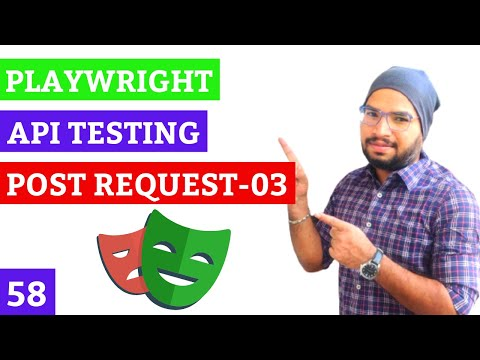 PLAYWRIGHT
API TESTING
POST REQUEST-03
58